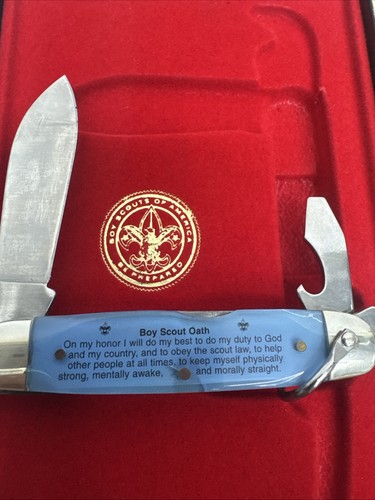 BOY SCOUTS OF AMERICA
BE PREPARED
Boy Scout Oath
On my honor I will do my best to do my duty to God
and my country, and to obey the scout law, to help
other people at all times, to keep myself physically
strong, mentally awake, and morally straight.